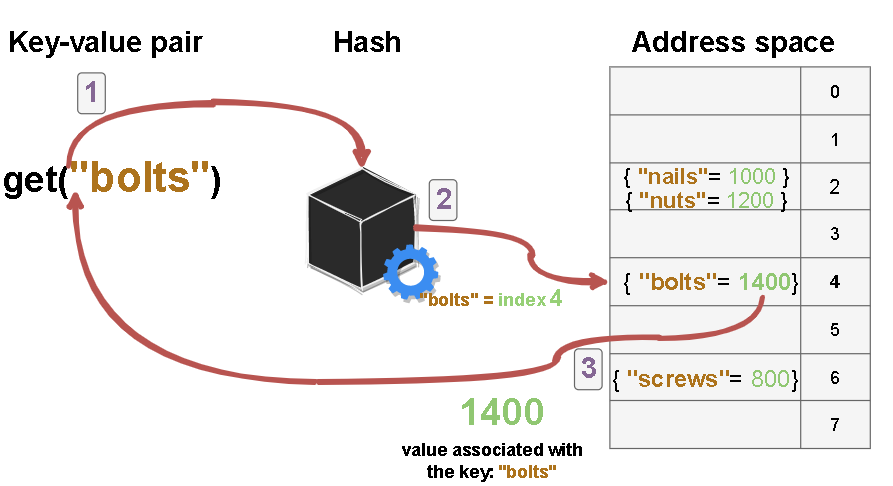 Key-value pair
Hash
Address space
1
0
1
get("bolts")
{ "nails"= 1000 }
{ "nuts"= 1200 }
2
2
3
{ "bolts"= 1400}
4
"bolts" = index 4
5
3
{ "screws"= 800}
6
1400
7
value associated with
the key: "bolts"